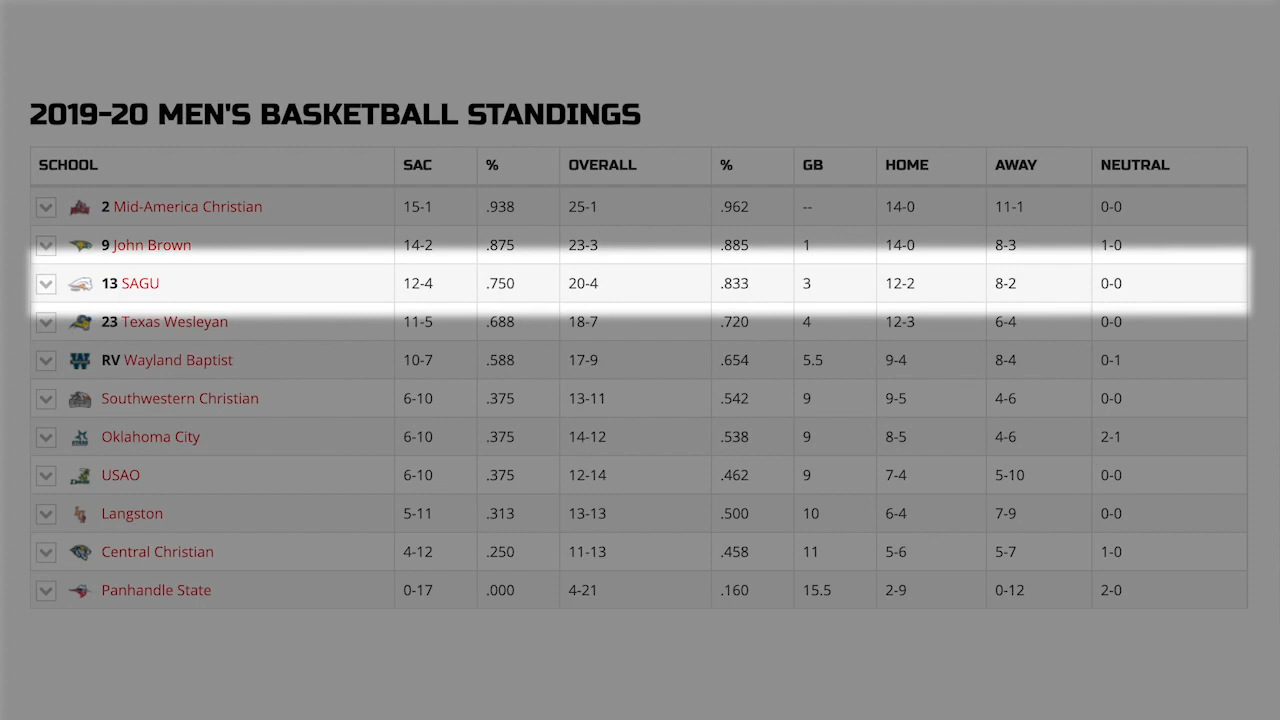 2019-20 MEN'S BASKETBALL STANDINGS
SCHOOL SAC % OVERALL % GB HOME AWAY NEUTRAL
2 Mid-America Christian 15-1 .938 25-1 .962 -- 14-0 11-1 0-0
9 John Brown 14-2 .875 23-3 .885 1 14-0 8-3 1-0
13 SAGU 12-4 .750 20-4 .833 3 12-2 8-2 0-0
23 Texas Wesleyan 11-5 .688 18-7 .720 4 12-3 6-4 0-0
RV Wayland Baptist 10-7 .588 17-9 .654 5.5 9-4 8-4 0-1
Southwestern Christian 6-10 .375 13-11 .542 9 9-5 4-6 0-0
Oklahoma City 6-10 .375 14-12 .538 9 8-5 4-6 2-1
USAO 6-10 .375 12-14 .462 9 7-4 5-10 0-0
Langston 5-11 .313 13-13 .500 10 6-4 7-9 0-0
Central Christian 4-12 .250 11-13 .458 11 5-6 5-7 1-0
Panhandle State 0-17 .000 4-21 .160 15.5 2-9 0-12 2-0